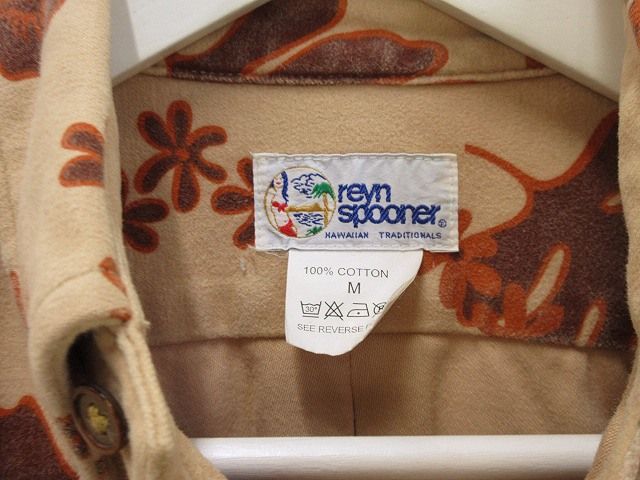 reyn
spooner
HAWAIIAN TRADITIONALS
100% COTTON
M
30°
SEE REVERSE